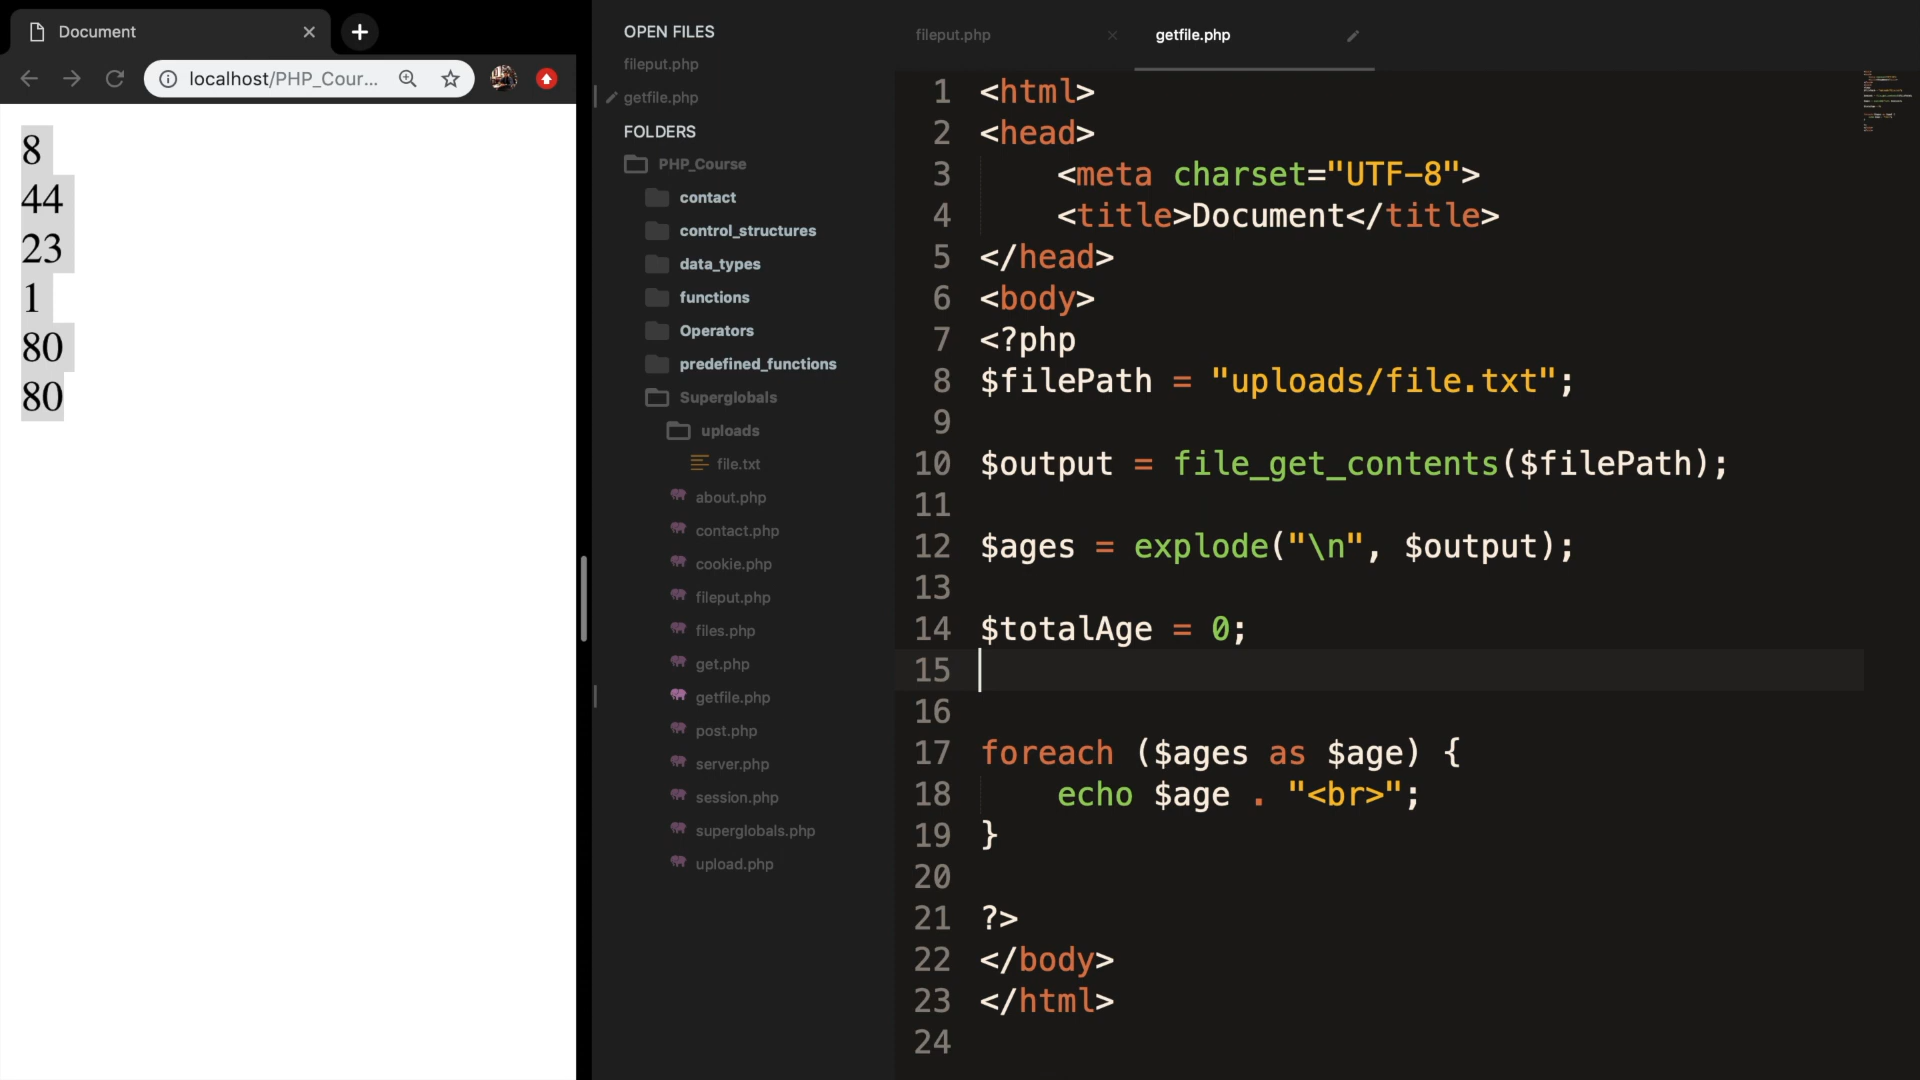 Document
localhost/PHP_Cour...
8
44
23
1
80
80
OPEN FILES
fileput.php
getfile.php
FOLDERS
PHP_Course
contact
control_structures
data_types
functions
Operators
predefined_functions
Superglobals
uploads
file.txt
about.php
contact.php
cookie.php
fileput.php
files.php
get.php
getfile.php
post.php
server.php
session.php
superglobals.php
upload.php
fileput.php
getfile.php
1 <html>
2 <head>
3 <meta charset="UTF-8">
4 <title>Document</title>
5 </head>
6 <body>
7 <?php
8 $filePath = "uploads/file.txt";
9
10 $output = file_get_contents($filePath);
11
12 $ages = explode("\n", $output);
13
14 $totalAge = 0;
15
16
17 foreach ($ages as $age) {
18 echo $age . "<br>";
19 }
20
21 ?>
22 </body>
23 </html>
24